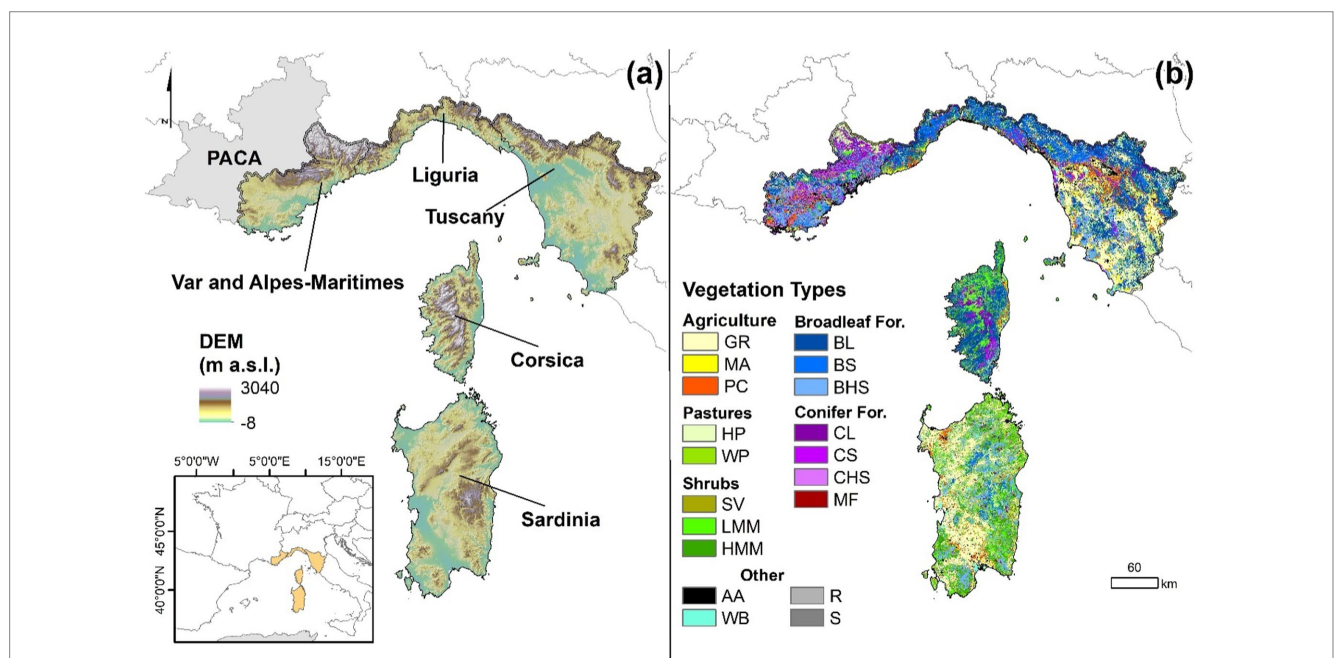 (a)
N
PACA
Liguria
Tuscany
Var and Alpes-Maritimes
Corsica
Sardinia
DEM
(m a.s.l.)
3040
-8
5°0'0"W 5°0'0"E 15°0'0"E
45°0'0"N
40°0'0"N
(b)
Vegetation Types
Agriculture
GR
MA
PC
Pastures
HP
WP
Shrubs
SV
LMM
HMM
Broadleaf For.
BL
BS
BHS
Conifer For.
CL
CS
CHS
MF
Other
AA
WB
R
S
60
km